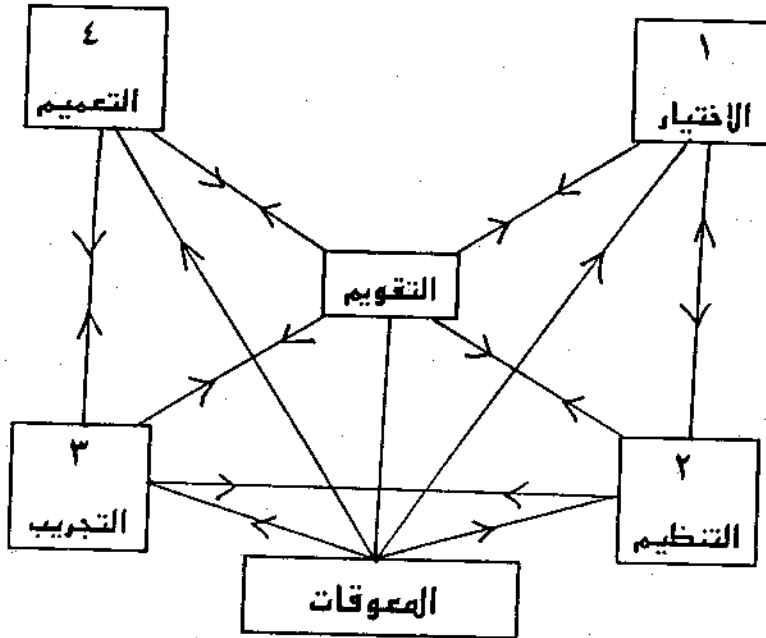 ١
الاختيار
٤
التعميم
التقويم
٢
التنظيم
٣
التجريب
المعوقات